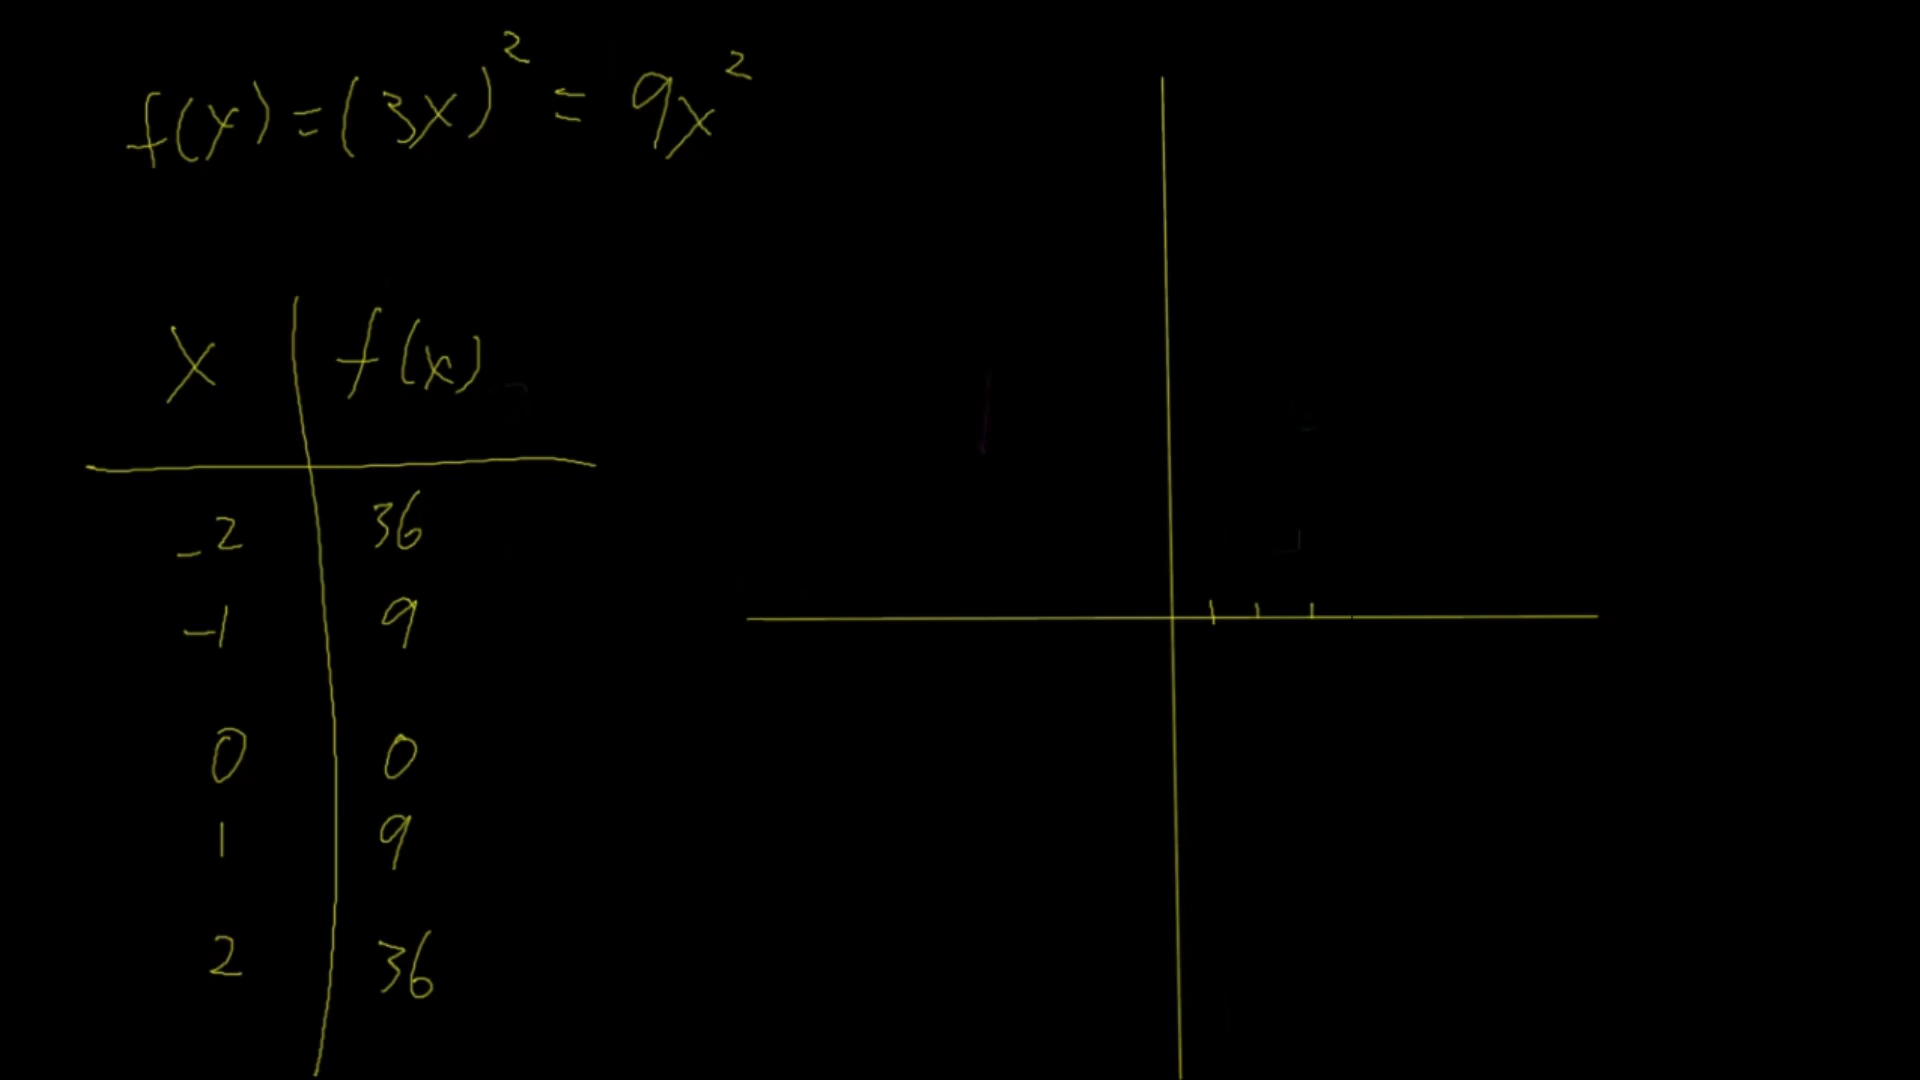 f(x) = (3x)² = 9x²
x f(x)
-2 36
-1 9
0 0
1 9
2 36